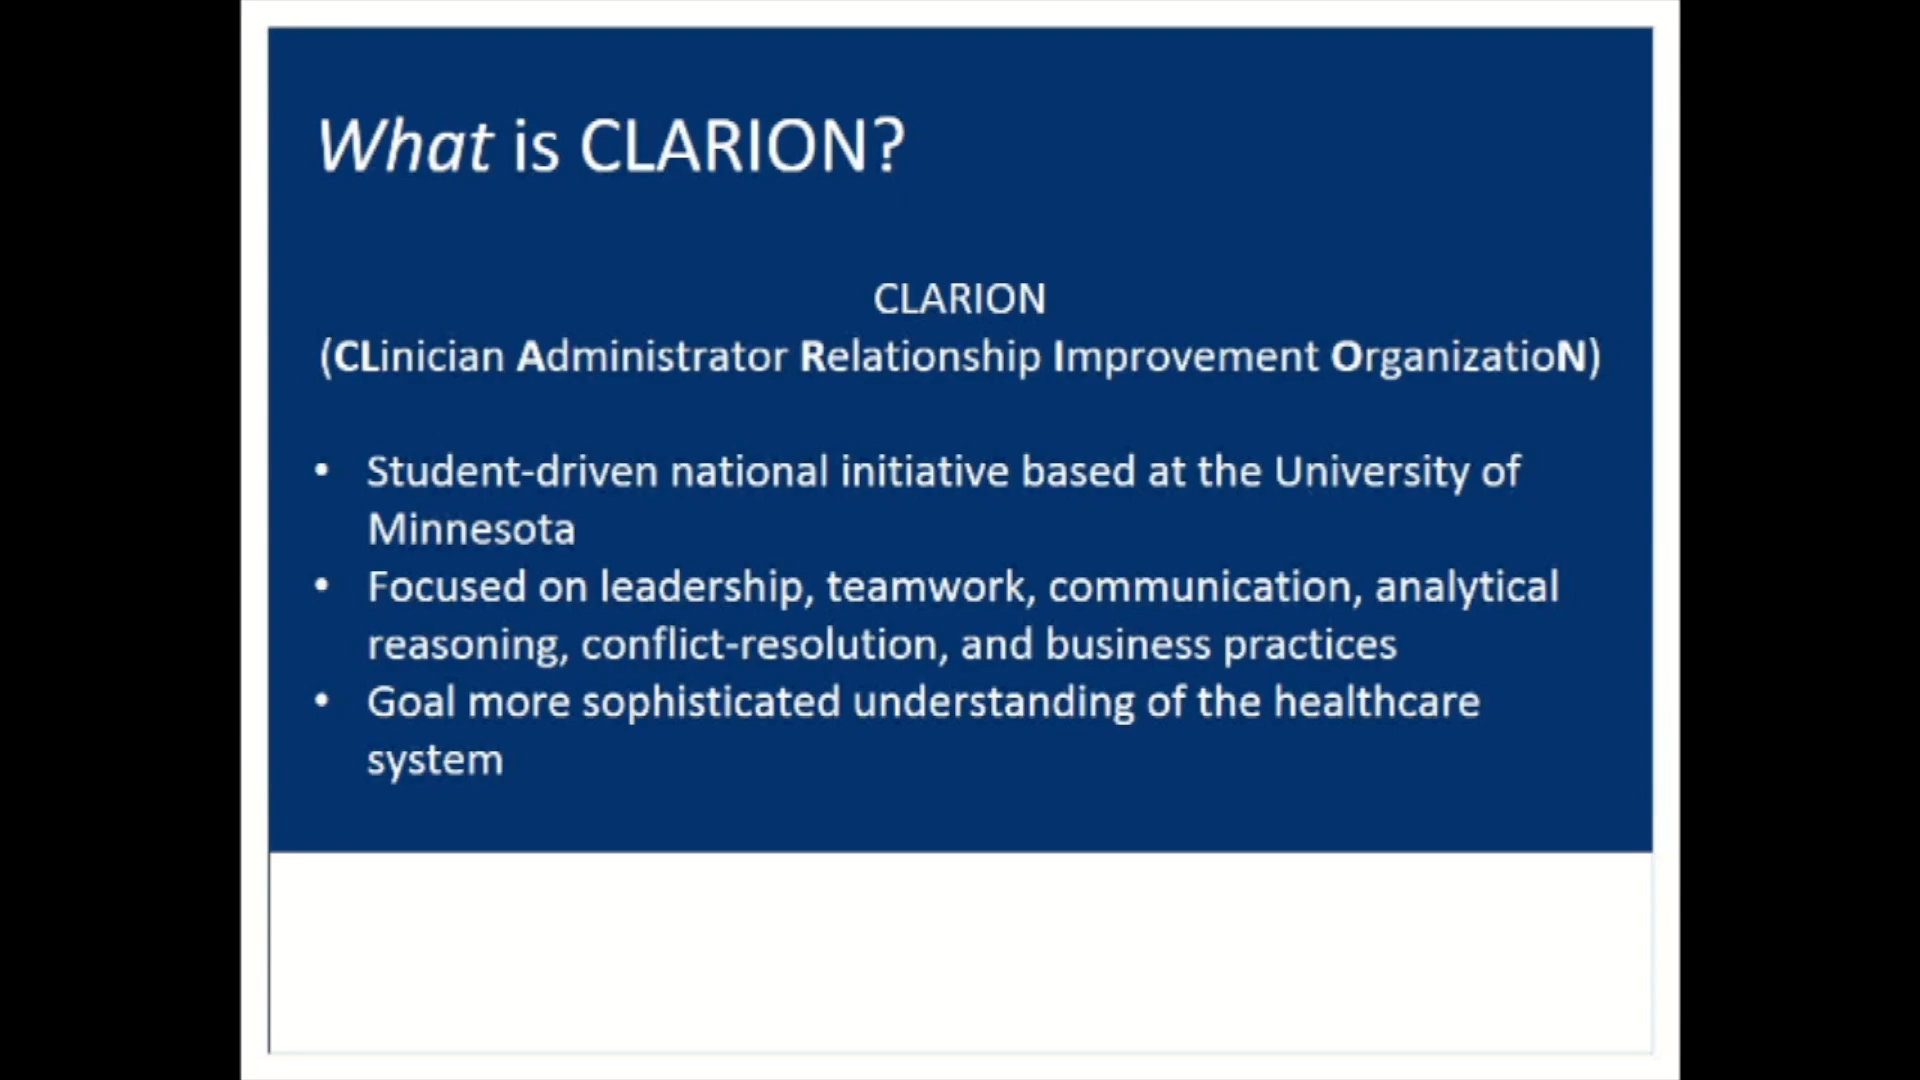 What is CLARION?
CLARION
(CLinician Administrator Relationship Improvement OrganizatioN)
• Student-driven national initiative based at the University of
Minnesota
• Focused on leadership, teamwork, communication, analytical
reasoning, conflict-resolution, and business practices
• Goal more sophisticated understanding of the healthcare
system